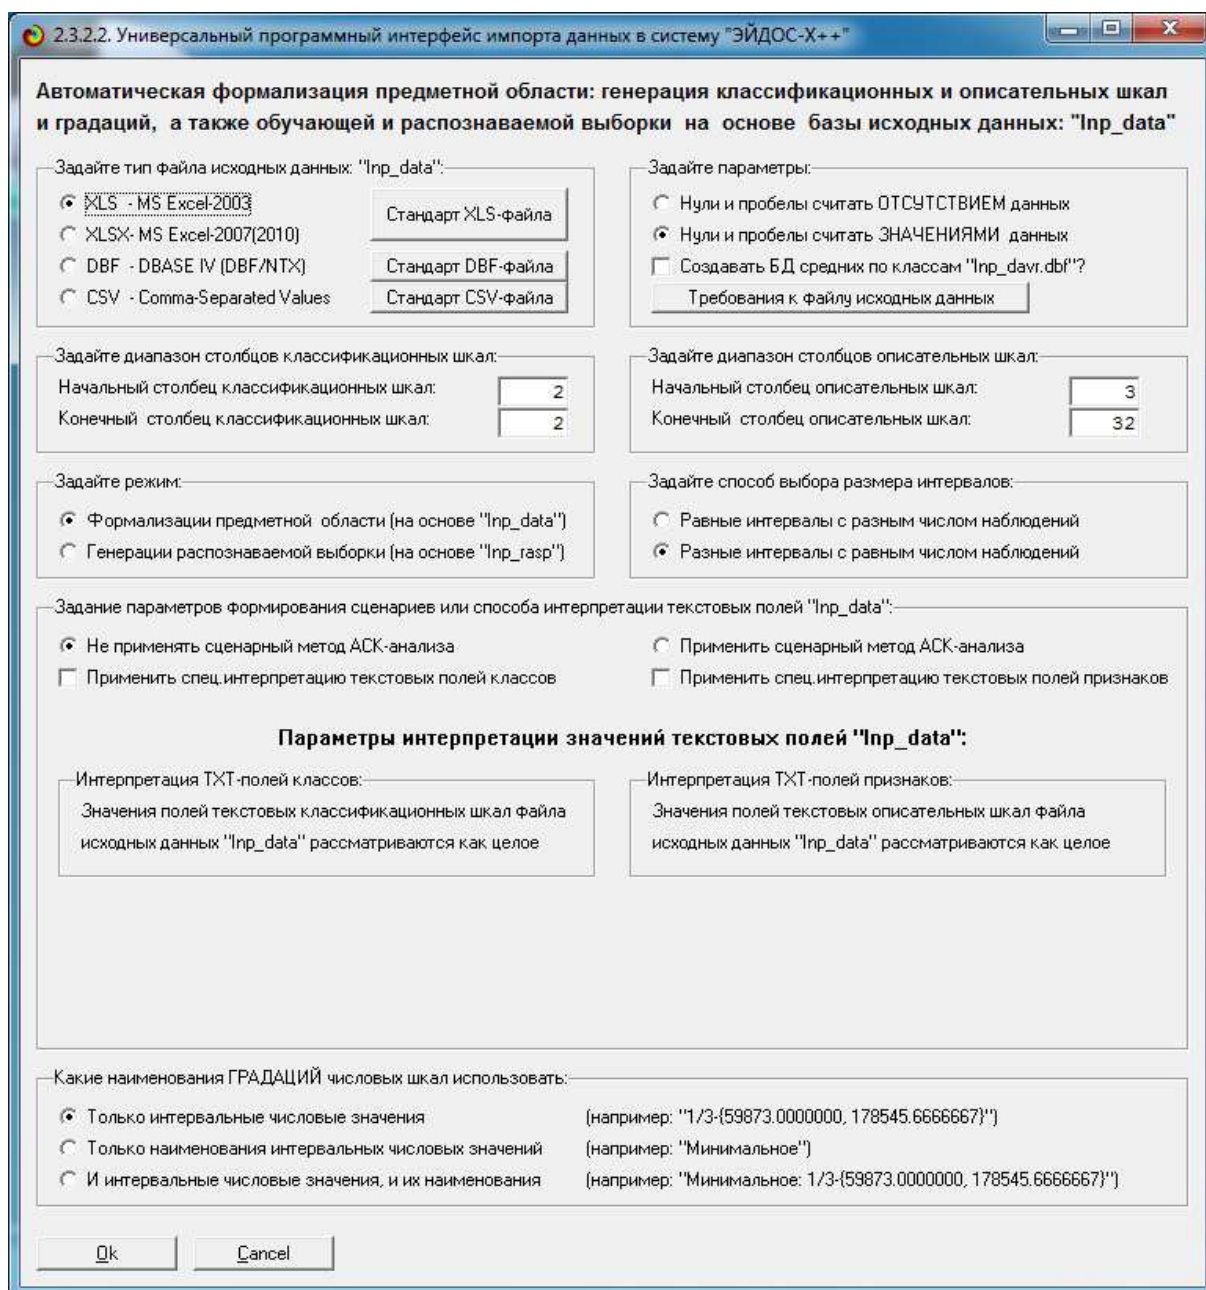 2.3.2.2. Универсальный программный интерфейс импорта данных в систему "ЭЙДОС-X++"
Автоматическая формализация предметной области: генерация классификационных и описательных шкал
и градаций, а также обучающей и распознаваемой выборки на основе базы исходных данных: "Inp_data"
Задайте тип файла исходных данных: "Inp_data":
XLS - MS Excel-2003
Стандарт XLS-файла
XLSX- MS Excel-2007(2010)
DBF - DBASE IV (DBF/NTX)
Стандарт DBF-файла
CSV - Comma-Separated Values
Стандарт CSV-файла
Задайте параметры:
Нули и пробелы считать ОТСУТСТВИЕМ данных
Нули и пробелы считать ЗНАЧЕНИЯМИ данных
Создавать БД средних по классам "Inp_davr.dbf"?
Требования к файлу исходных данных
Задайте диапазон столбцов классификационных шкал:
Начальный столбец классификационных шкал: 2
Конечный столбец классификационных шкал: 2
Задайте диапазон столбцов описательных шкал:
Начальный столбец описательных шкал: 3
Конечный столбец описательных шкал: 32
Задайте режим:
Формализации предметной области (на основе "Inp_data")
Генерации распознаваемой выборки (на основе "Inp_rasp")
Задайте способ выбора размера интервалов:
Равные интервалы с разным числом наблюдений
Разные интервалы с равным числом наблюдений
Задание параметров формирования сценариев или способа интерпретации текстовых полей "Inp_data":
Не применять сценарный метод АСК-анализа
Применить сценарный метод АСК-анализа
Применить спец.интерпретацию текстовых полей классов
Применить спец.интерпретацию текстовых полей признаков
Параметры интерпретации значений текстовых полей "Inp_data":
Интерпретация TXT-полей классов:
Значения полей текстовых классификационных шкал файла
исходных данных "Inp_data" рассматриваются как целое
Интерпретация TXT-полей признаков:
Значения полей текстовых описательных шкал файла
исходных данных "Inp_data" рассматриваются как целое
Какие наименования ГРАДАЦИЙ числовых шкал использовать:
Только интервальные числовые значения (например: "1/3-{59873.0000000, 178545.6666667}")
Только наименования интервальных числовых значений (например: "Минимальное")
И интервальные числовые значения, и их наименования (например: "Минимальное: 1/3-{59873.0000000, 178545.6666667}")
Ok
Cancel